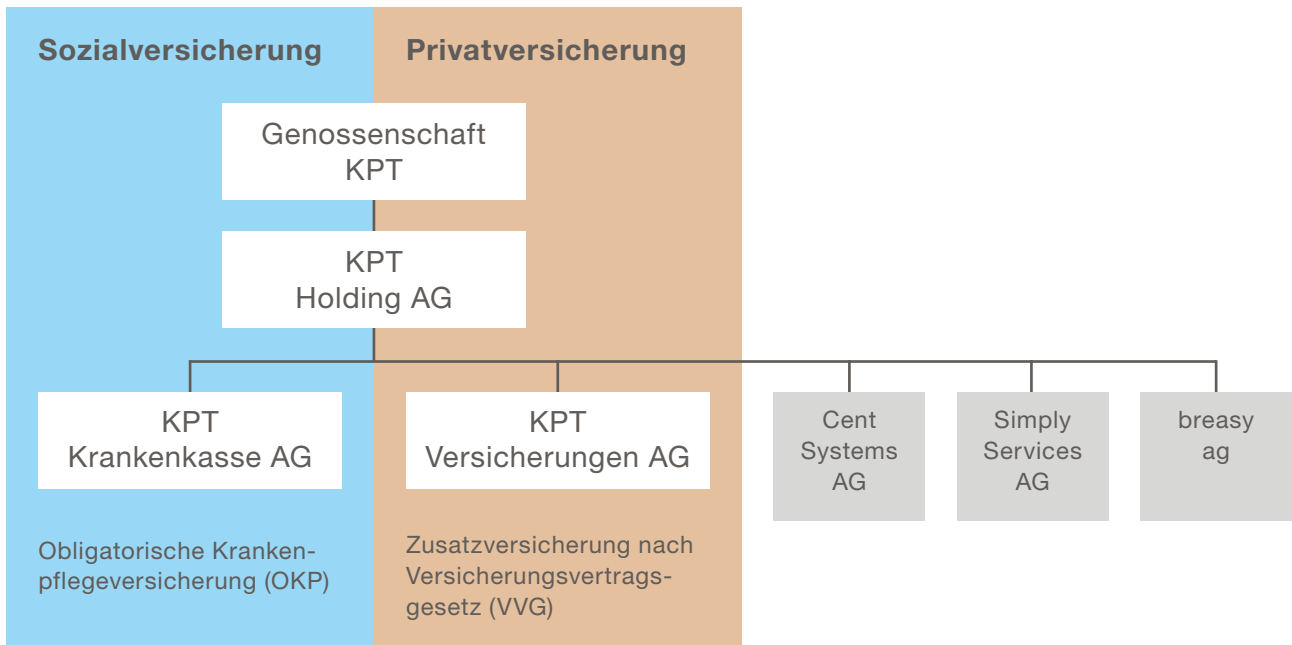 Sozialversicherung
Privatversicherung
Genossenschaft
KPT
KPT
Holding AG
KPT
Krankenkasse AG
KPT
Versicherungen AG
Cent
Systems
AG
Simply
Services
AG
breasy
ag
Obligatorische Kranken-
pflegeversicherung (OKP)
Zusatzversicherung nach
Versicherungsvertrags-
gesetz (VVG)